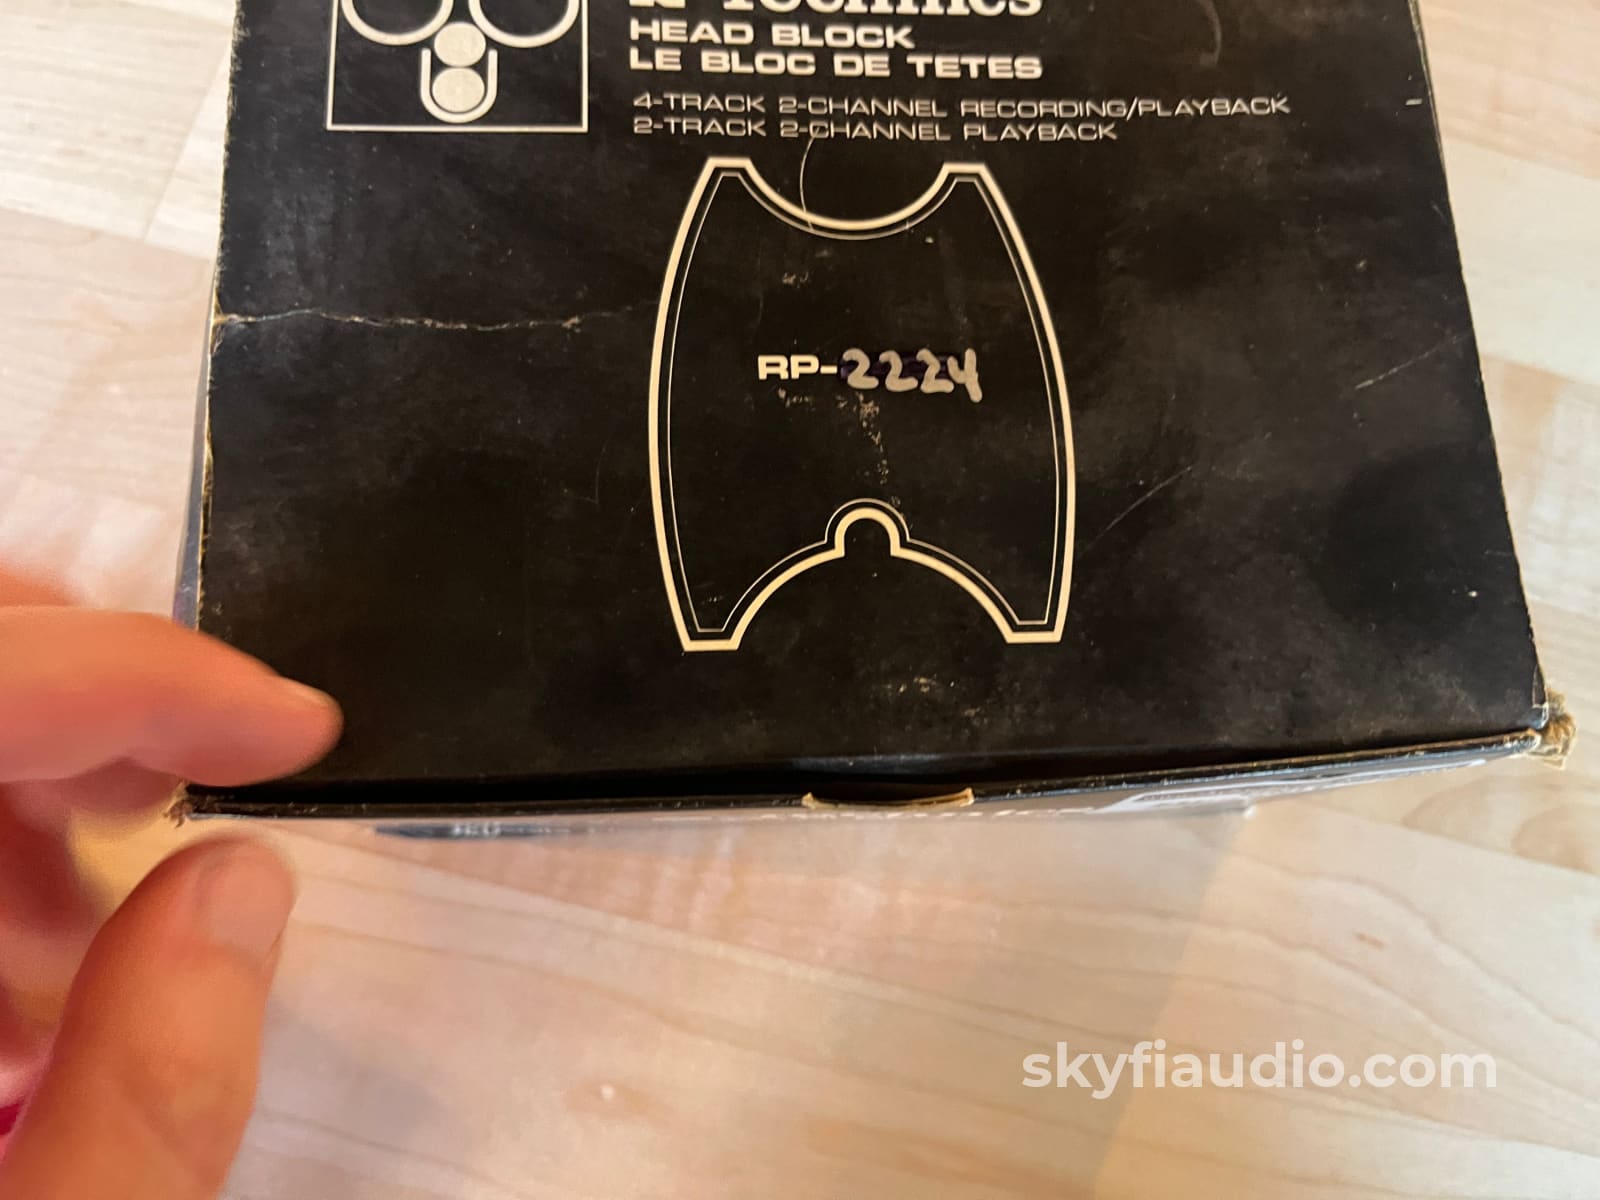 Technics
HEAD BLOCK
LE BLOC DE TETES
4-TRACK 2-CHANNEL RECORDING/PLAYBACK
2-TRACK 2-CHANNEL PLAYBACK
RP-2224
skyfiaudio.com